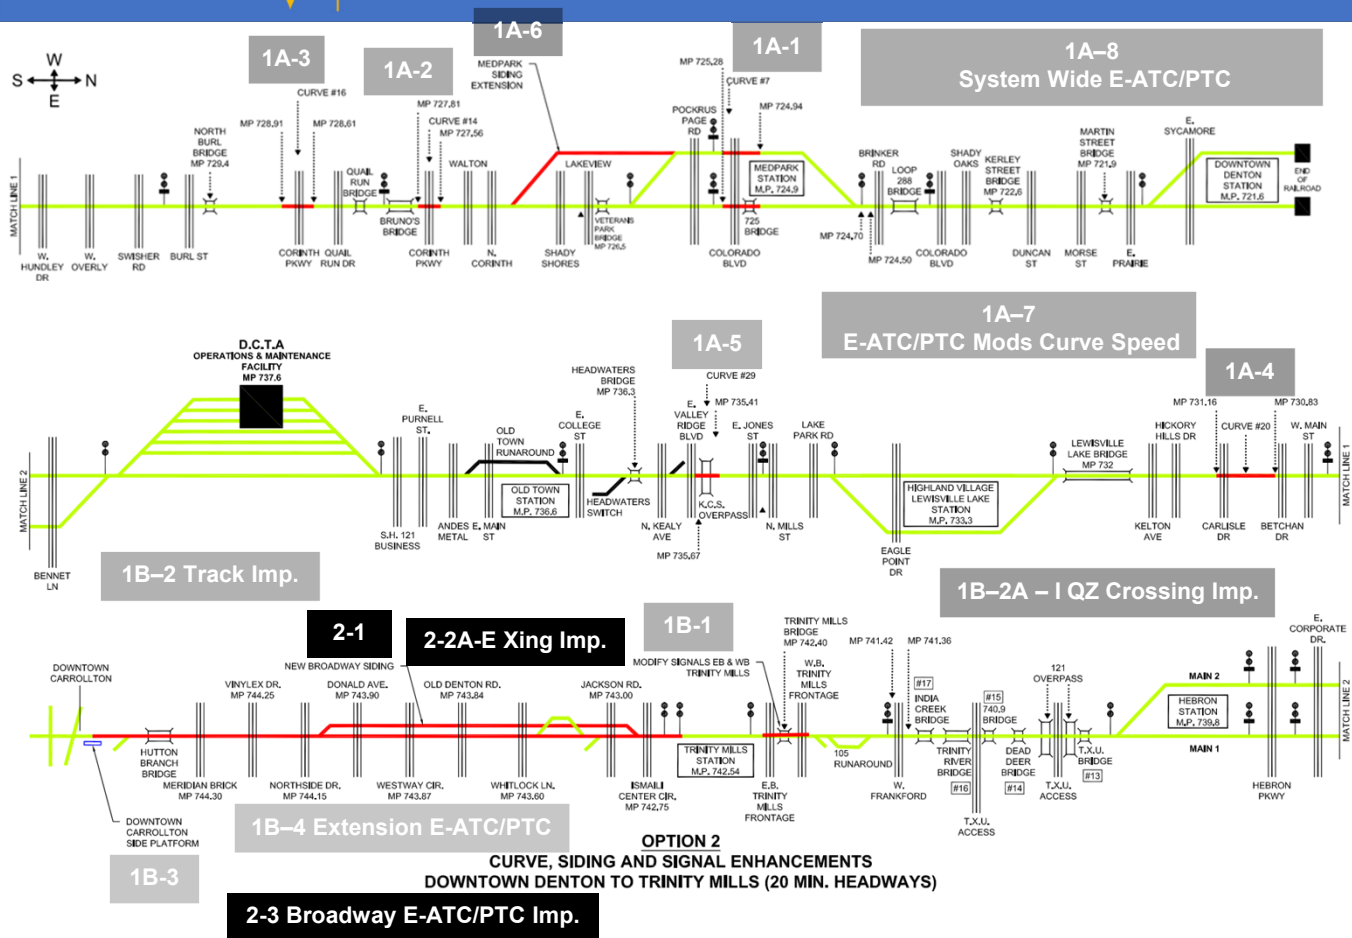 1A-6
1A-3
1A-2
1A-1
1A–8
System Wide E-ATC/PTC
W
S
N
E
MEDPARK
SIDING
EXTENSION
MP 725.28
CURVE #7
MP 724.94
CURVE #16
MP 728.91
MP 728.61
MP 727.81
CURVE #14
MP 727.56
NORTH
BURL
BRIDGE
MP 729.4
QUAIL
RUN
BRIDGE
BRUNO'S
BRIDGE
WALTON
LAKEVIEW
POCKRUS
PAGE
RD
MEDPARK
STATION
M.P. 724.9
BRINKER
RD
LOOP
288
BRIDGE
SHADY
OAKS
KERLEY
STREET
BRIDGE
MP 722.6
MARTIN
STREET
BRIDGE
MP 721.9
E.
SYCAMORE
DOWNTOWN
DENTON
STATION
M.P. 721.6
END
OF
RAILROAD
MATCH LINE 1
W.
HUNDLEY
DR
W.
OVERLY
SWISHER
RD
BURL ST
CORINTH
PKWY
QUAIL
RUN DR
CORINTH
PKWY
N.
CORINTH
SHADY
SHORES
VETERANS
PARK
BRIDGE
MP 726.5
COLORADO
BLVD
725
BRIDGE
MP 724.70
MP 724.50
COLORADO
BLVD
DUNCAN
ST
MORSE
ST
E.
PRAIRIE
1A–7
E-ATC/PTC Mods Curve Speed
1A-5
1A-4
D.C.T.A
OPERATIONS & MAINTENANCE
FACILITY
MP 737.6
E.
PURNELL
ST.
OLD
TOWN
RUNAROUND
E.
COLLEGE
ST
HEADWATERS
BRIDGE
MP 736.3
CURVE #29
MP 735.41
E.
VALLEY
RIDGE
BLVD
E. JONES
ST
LAKE
PARK RD
LEWISVILLE
LAKE BRIDGE
MP 732
HICKORY
HILLS DR
MP 731.16
CURVE #20
MP 730.83
W. MAIN
ST
MATCH LINE 2
MATCH LINE 1
OLD TOWN
STATION
M.P. 736.6
HEADWATERS
SWITCH
K.C.S.
OVERPASS
HIGHLAND VILLAGE
LEWISVILLE LAKE
STATION
M.P. 733.3
BENNET
LN
S.H. 121
BUSINESS
ANDES
METAL
E. MAIN
ST
N. KEALY
AVE
MP 735.67
N. MILLS
ST
EAGLE
POINT
DR
KELTON
AVE
CARLISLE
DR
BETCHAN
DR
1B–2 Track Imp.
1B–2A – I QZ Crossing Imp.
2-1
2-2A-E Xing Imp.
1B-1
NEW BROADWAY SIDING
MODIFY SIGNALS EB & WB
TRINITY MILLS
TRINITY MILLS
BRIDGE
MP 742.40
MP 741.42
MP 741.36
E.
CORPORATE
DR.
DOWNTOWN
CARROLLTON
VINYLEX DR.
MP 744.25
DONALD AVE.
MP 743.90
OLD DENTON RD.
MP 743.84
JACKSON RD.
MP 743.00
W.B.
TRINITY
MILLS
FRONTAGE
#17
INDIA
CREEK
BRIDGE
#15
740.9
BRIDGE
121
OVERPASS
MAIN 2
HEBRON
STATION
M.P. 739.8
MAIN 1
MATCH LINE 2
HUTTON
BRANCH
BRIDGE
TRINITY MILLS
STATION
M.P. 742.54
105
RUNAROUND
TRINITY
RIVER
BRIDGE
#16
DEAD
DEER
BRIDGE
#14
T.X.U.
BRIDGE
#13
MERIDIAN BRICK
MP 744.30
NORTHSIDE DR.
MP 744.15
WESTWAY CIR.
MP 743.87
WHITLOCK LN.
MP 743.60
ISMAILI
CENTER CIR.
MP 742.75
E.B.
TRINITY
MILLS
FRONTAGE
W.
FRANKFORD
T.X.U.
ACCESS
T.X.U.
ACCESS
HEBRON
PKWY
DOWNTOWN
CARROLLTON
SIDE PLATFORM
1B–4 Extension E-ATC/PTC
1B-3
OPTION 2
CURVE, SIDING AND SIGNAL ENHANCEMENTS
DOWNTOWN DENTON TO TRINITY MILLS (20 MIN. HEADWAYS)
2-3 Broadway E-ATC/PTC Imp.